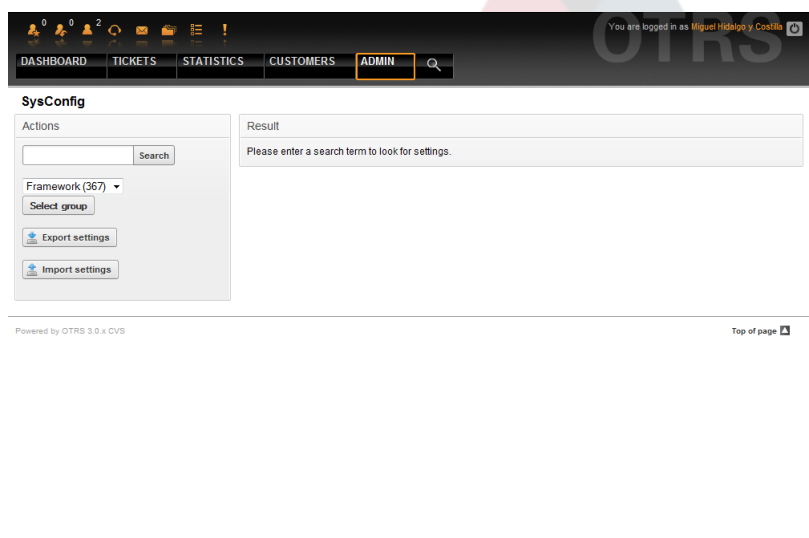 0 0 2
You are logged in as Miguel Hidalgo y Costilla
OTRS
DASHBOARD TICKETS STATISTICS CUSTOMERS ADMIN
SysConfig
Actions
Search
Framework (367)
Select group
Export settings
Import settings
Result
Please enter a search term to look for settings.
Powered by OTRS 3.0.x CVS
Top of page